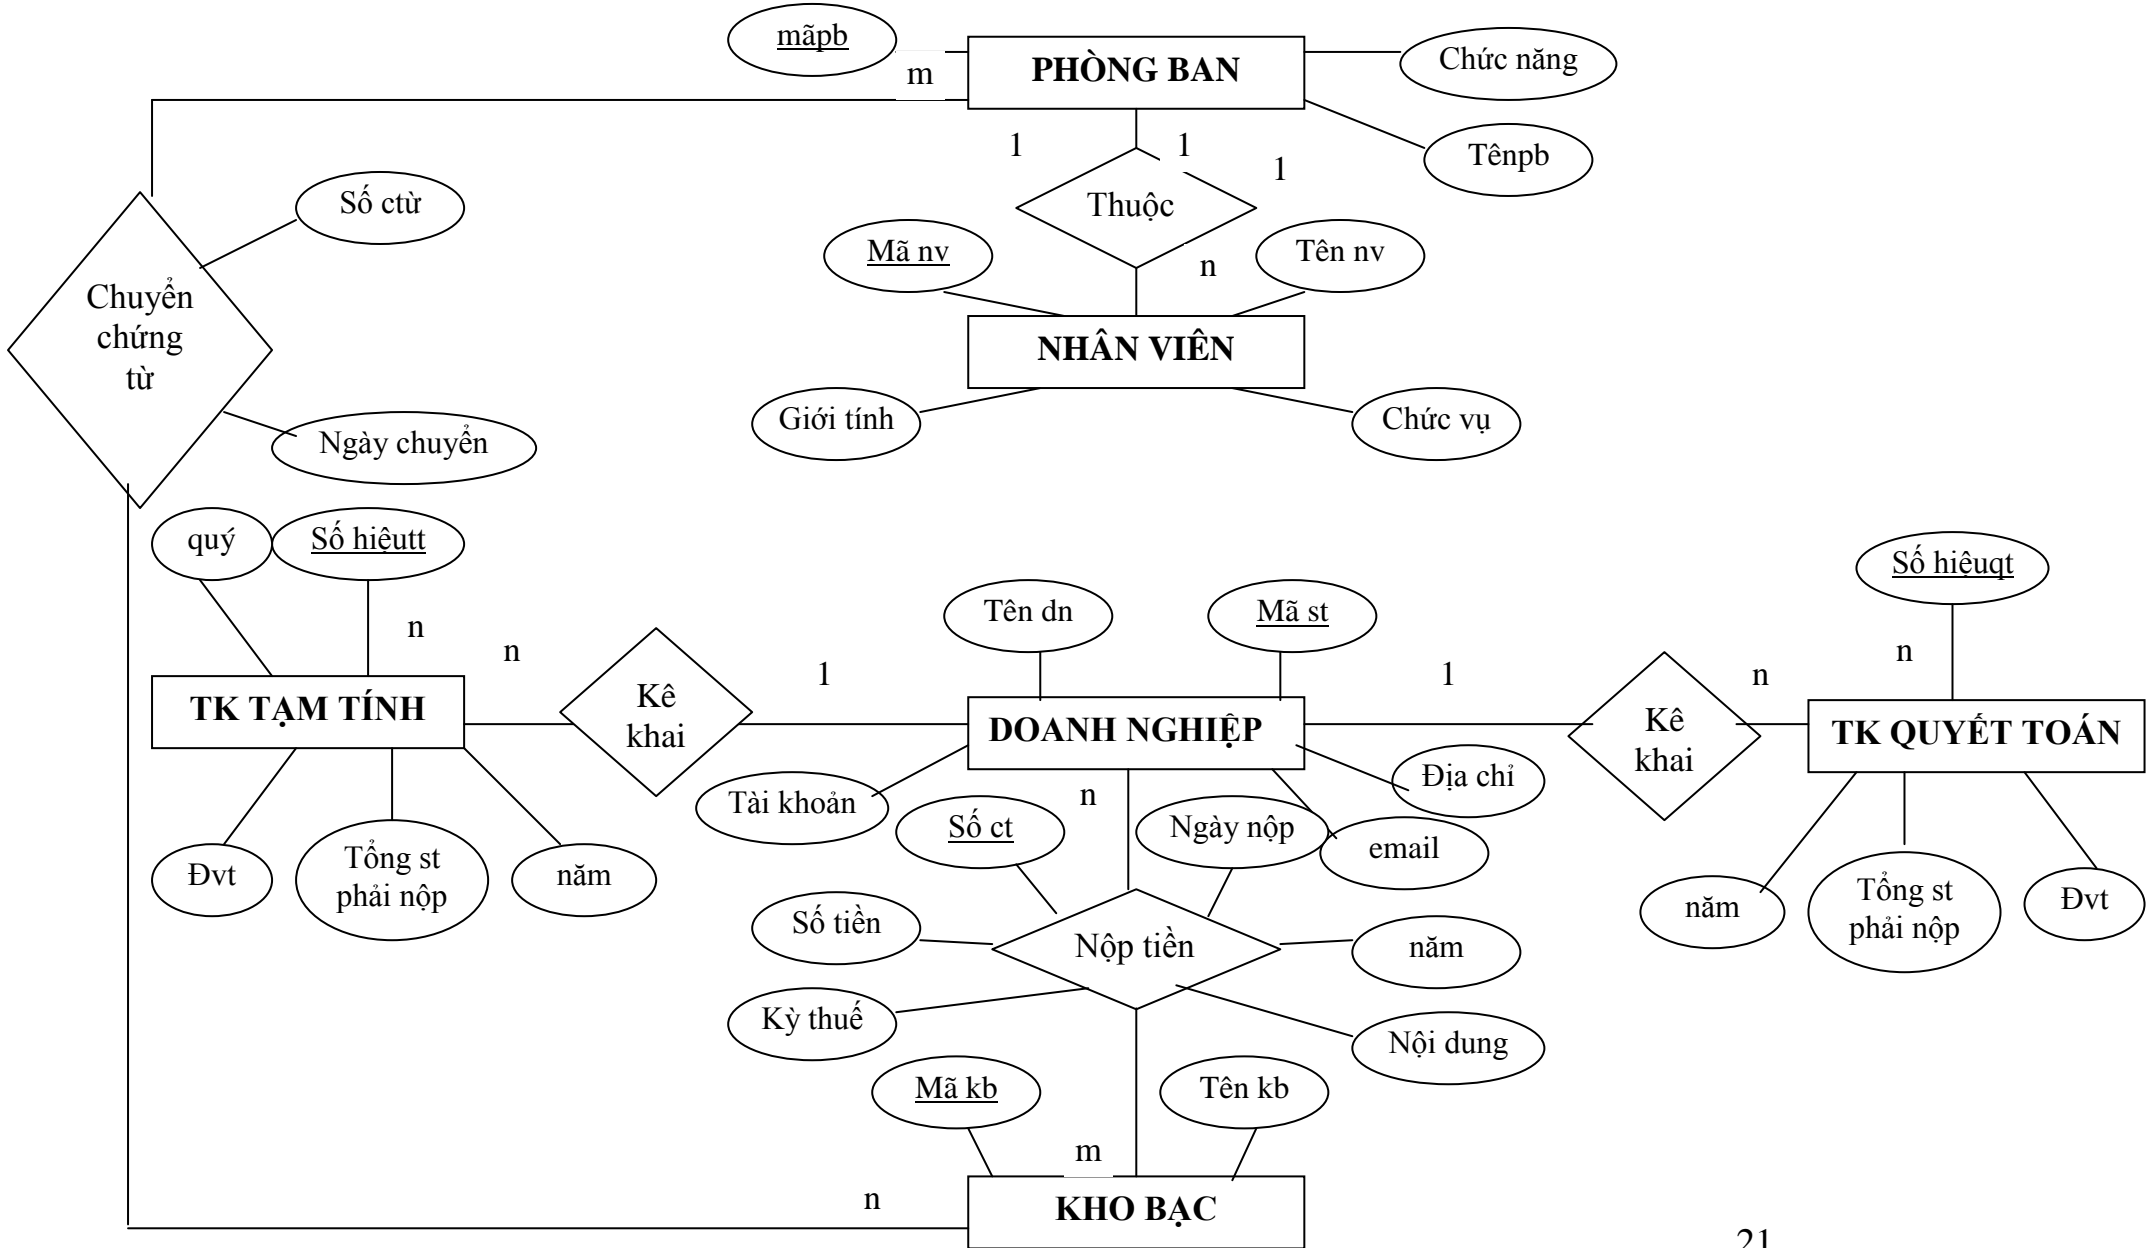 mãpb
m
PHÒNG BAN
Chức năng
1
1
1
Tênpb
Số ctừ
Thuộc
Mã nv
n
Tên nv
Chuyển
chứng
từ
NHÂN VIÊN
Giới tính
Chức vụ
Ngày chuyển
quý
Số hiệutt
Số hiệuqt
n
n
Tên dn
Mã st
n
TK TẠM TÍNH
Kê
khai
1
DOANH NGHIỆP
1
Kê
khai
n
TK QUYẾT TOÁN
Tài khoản
n
Số ct
Ngày nộp
Địa chỉ
email
Đvt
Tổng st
phải nộp
năm
năm
Tổng st
phải nộp
Đvt
Số tiền
Nộp tiền
năm
Kỳ thuế
Nội dung
Mã kb
Tên kb
m
n
KHO BẠC
21